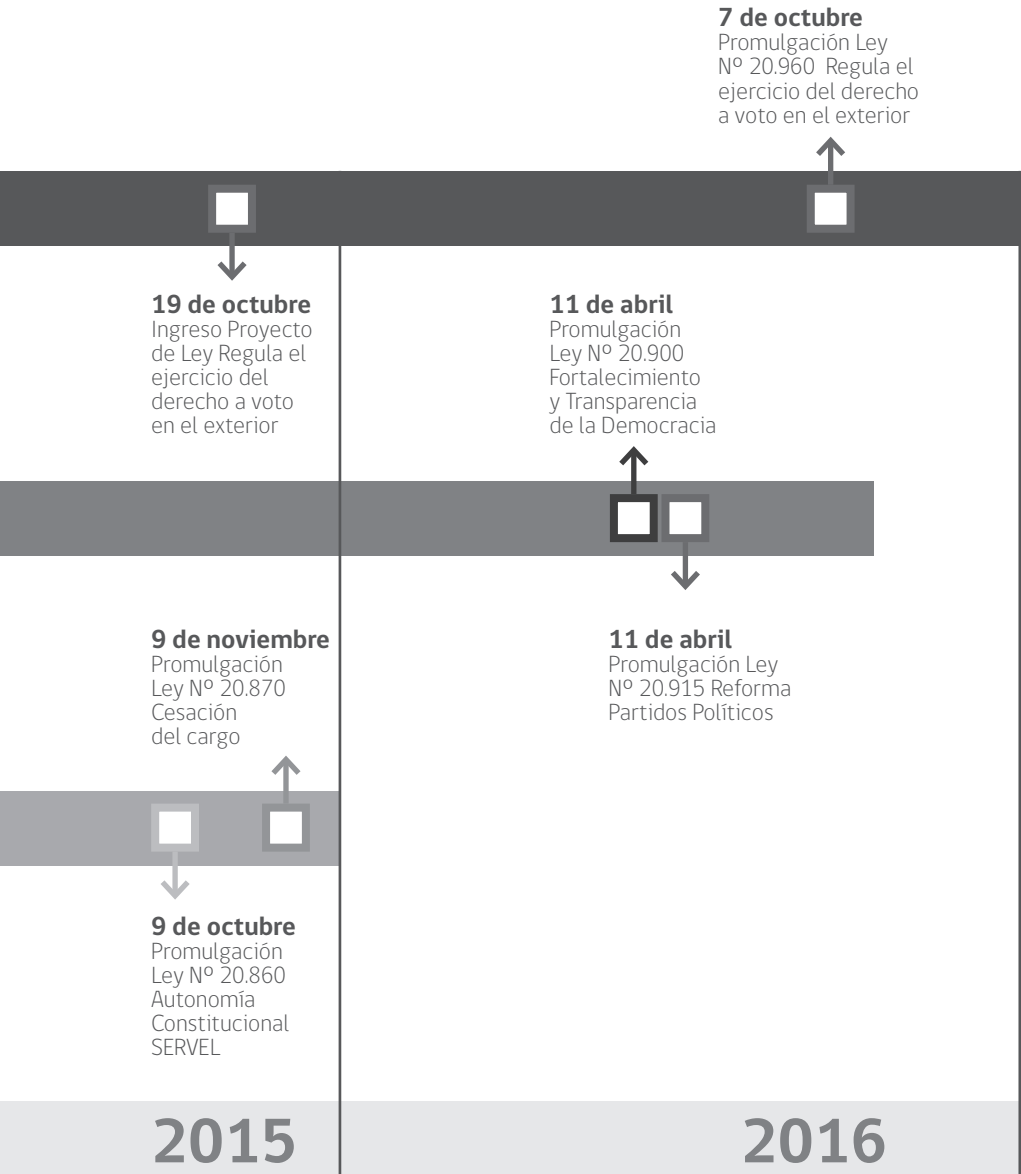 7 de octubre
Promulgación Ley
Nº 20.960 Regula el
ejercicio del derecho
a voto en el exterior
19 de octubre
Ingreso Proyecto
de Ley Regula el
ejercicio del
derecho a voto
en el exterior
11 de abril
Promulgación
Ley Nº 20.900
Fortalecimiento
y Transparencia
de la Democracia
9 de noviembre
Promulgación
Ley Nº 20.870
Cesación
del cargo
11 de abril
Promulgación Ley
Nº 20.915 Reforma
Partidos Políticos
9 de octubre
Promulgación
Ley Nº 20.860
Autonomía
Constitucional
SERVEL
2015
2016